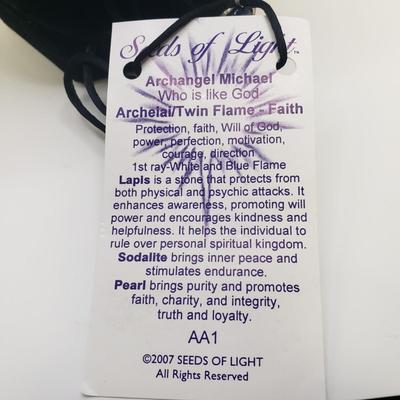 Seeds of Light™
Archangel Michael
Who is like God
Archeiai/Twin Flame - Faith
Protection, faith, Will of God,
power, perfection, motivation,
courage, direction
1st ray-White and Blue Flame
Lapis is a stone that protects from
both physical and psychic attacks. It
enhances awareness, promoting will
power and encourages kindness and
helpfulness. It helps the individual to
rule over personal spiritual kingdom.
Sodalite brings inner peace and
stimulates endurance.
Pearl brings purity and promotes
faith, charity, and integrity,
truth and loyalty.
AA1
©2007 SEEDS OF LIGHT
All Rights Reserved